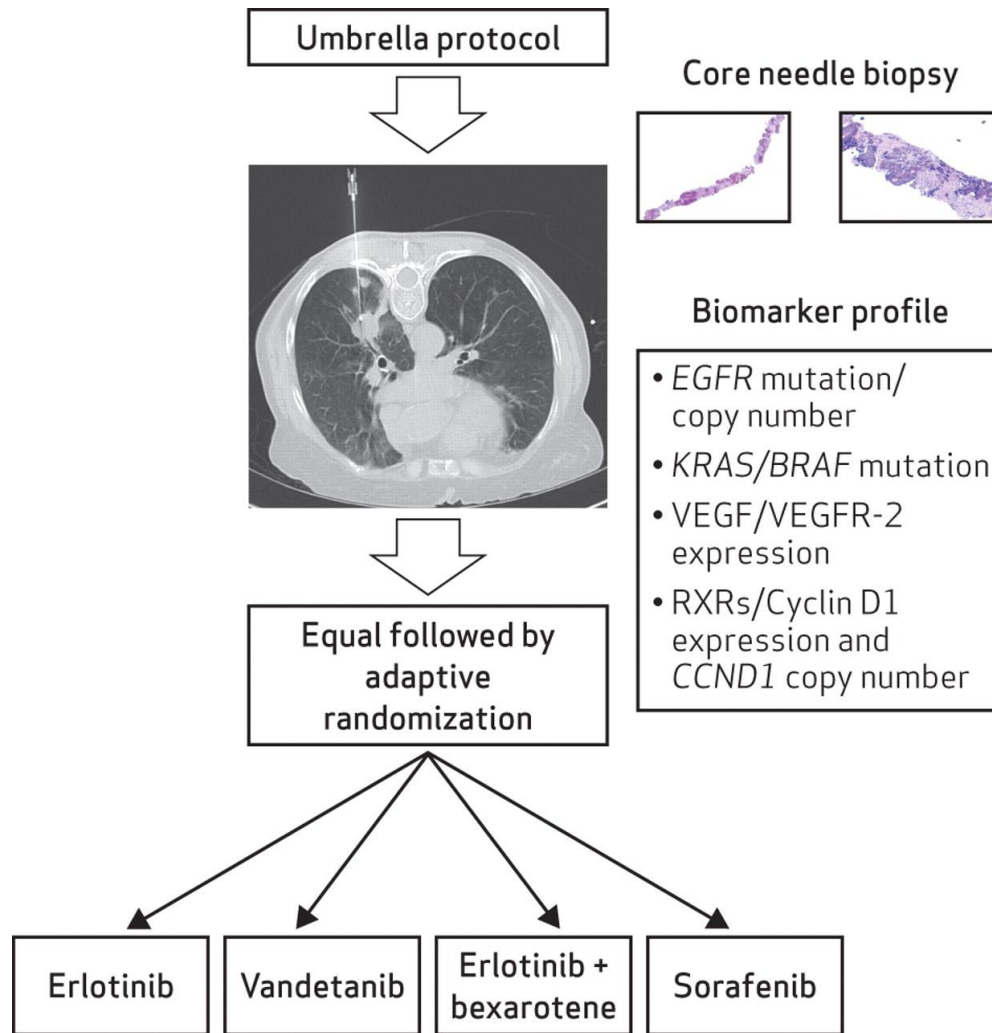 Umbrella protocol
Core needle biopsy
Biomarker profile
• EGFR mutation/
copy number
• KRAS/BRAF mutation
• VEGF/VEGFR-2
expression
• RXRs/Cyclin D1
expression and
CCND1 copy number
Equal followed by
adaptive
randomization
Erlotinib
Vandetanib
Erlotinib +
bexarotene
Sorafenib